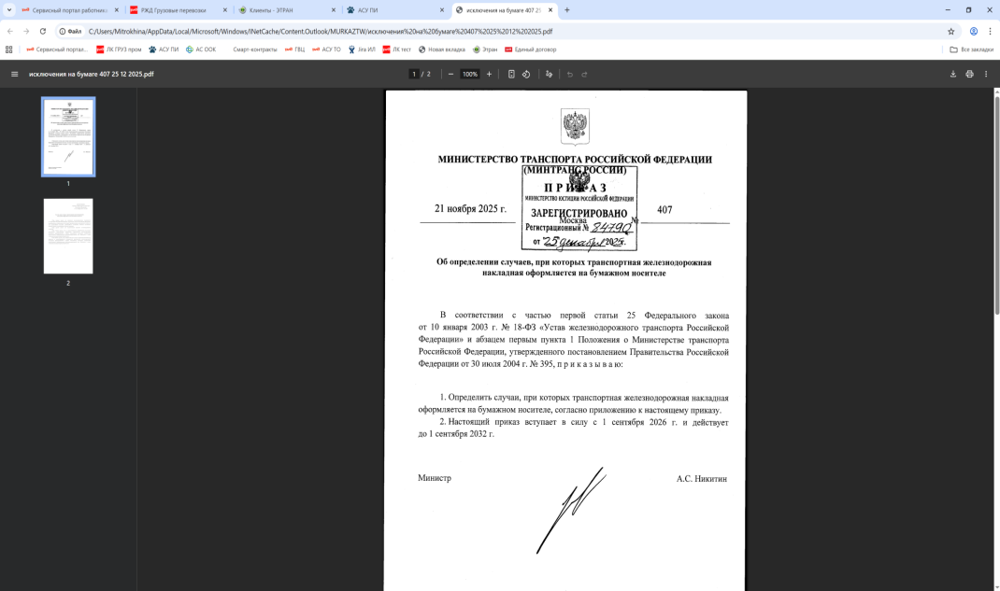 Сервисный портал работник
РЖД Грузовые перевозки
Клиенты - ЭТРАН
АСУ ПИ
исключения на бумаге 407 25 1
Файл
C:/Users/Mitrokhina/AppData/Local/Microsoft/Windows/INetCache/Content.Outlook/MURKAZTW/исключения%20на%20бумаге%20407%2025%2012%202025.pdf
Сервисный портал...
ЛК ГРУЗ пром
АСУ ПИ
АС ООК
Смарт-контракты
ГВЦ
АСУ ТО
Jira ИЛ
ЛК тест
Новая вкладка
Этран
Единый договор
Все закладки
исключения на бумаге 407 25 12 2025.pdf
1 / 2
100%
1
2
МИНИСТЕРСТВО ТРАНСПОРТА РОССИЙСКОЙ ФЕДЕРАЦИИ
(МИНТРАНС РОССИИ)
ПРИКАЗ
МИНИСТЕРСТВО ЮСТИЦИИ РОССИЙСКОЙ ФЕДЕРАЦИИ
21 ноября 2025 г.
ЗАРЕГИСТРИРОВАНО
407
Москва
№
Регистрационный № 84790
от "25" декабря 2025г.
Об определении случаев, при которых транспортная железнодорожная
накладная оформляется на бумажном носителе
В соответствии с частью первой статьи 25 Федерального закона
от 10 января 2003 г. № 18-ФЗ «Устав железнодорожного транспорта Российской
Федерации» и абзацем первым пункта 1 Положения о Министерстве транспорта
Российской Федерации, утвержденного постановлением Правительства Российской
Федерации от 30 июля 2004 г. № 395, п р и к а з ы в а ю:
1. Определить случаи, при которых транспортная железнодорожная накладная
оформляется на бумажном носителе, согласно приложению к настоящему приказу.
2. Настоящий приказ вступает в силу с 1 сентября 2026 г. и действует
до 1 сентября 2032 г.
Министр
А.С. Никитин